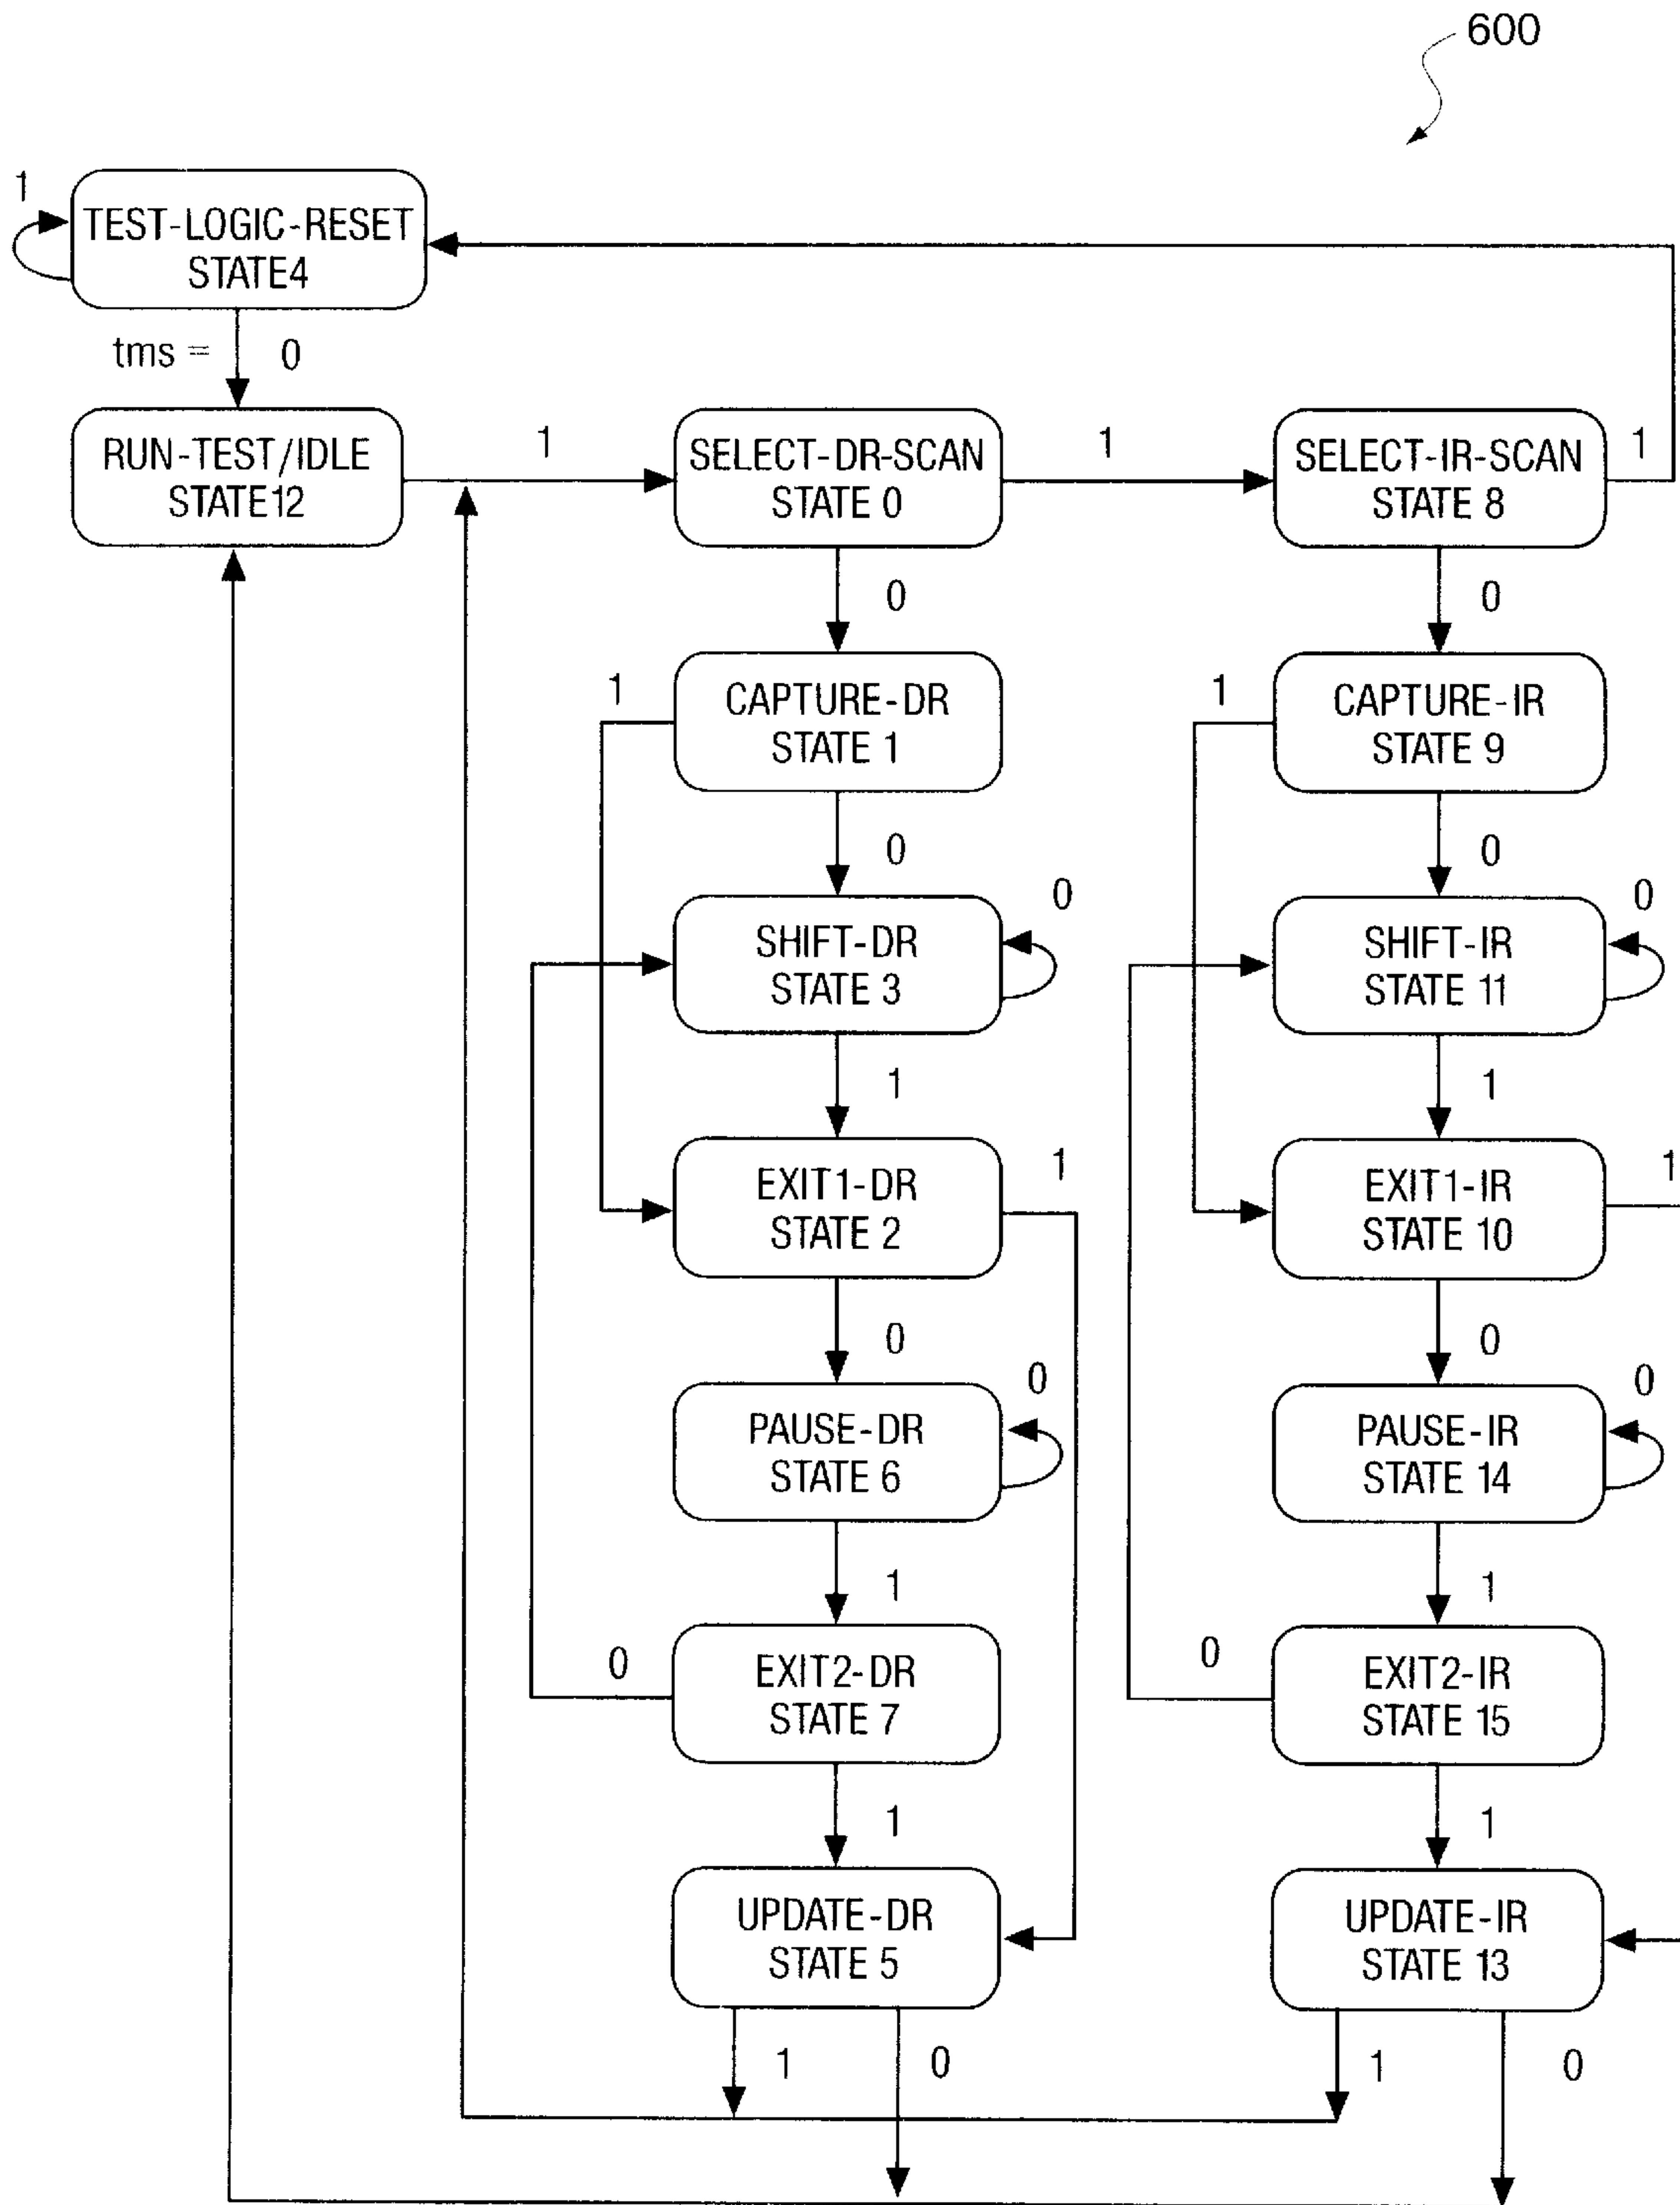 600
1
TEST-LOGIC-RESET
STATE4
tms = 0
RUN-TEST/IDLE
STATE12
1
SELECT-DR-SCAN
STATE 0
1
SELECT-IR-SCAN
STATE 8
1
0
0
1
CAPTURE-DR
STATE 1
1
CAPTURE-IR
STATE 9
0
0
SHIFT-DR
STATE 3
0
SHIFT-IR
STATE 11
0
1
1
EXIT1-DR
STATE 2
1
EXIT1-IR
STATE 10
1
0
0
PAUSE-DR
STATE 6
0
PAUSE-IR
STATE 14
0
1
1
0
EXIT2-DR
STATE 7
0
EXIT2-IR
STATE 15
1
1
UPDATE-DR
STATE 5
UPDATE-IR
STATE 13
1
0
1
0